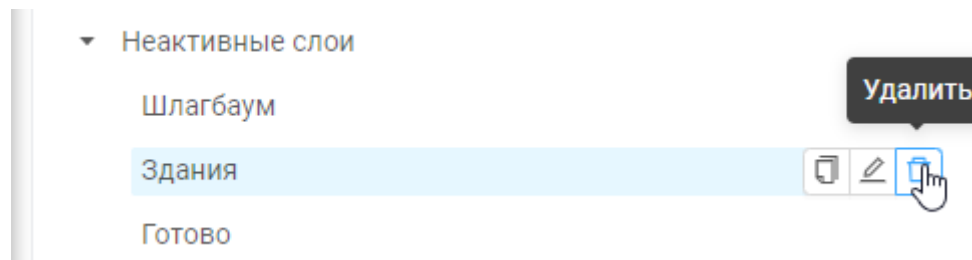 Неактивные слои
Шлагбаум
Удалить
Здания
Готово